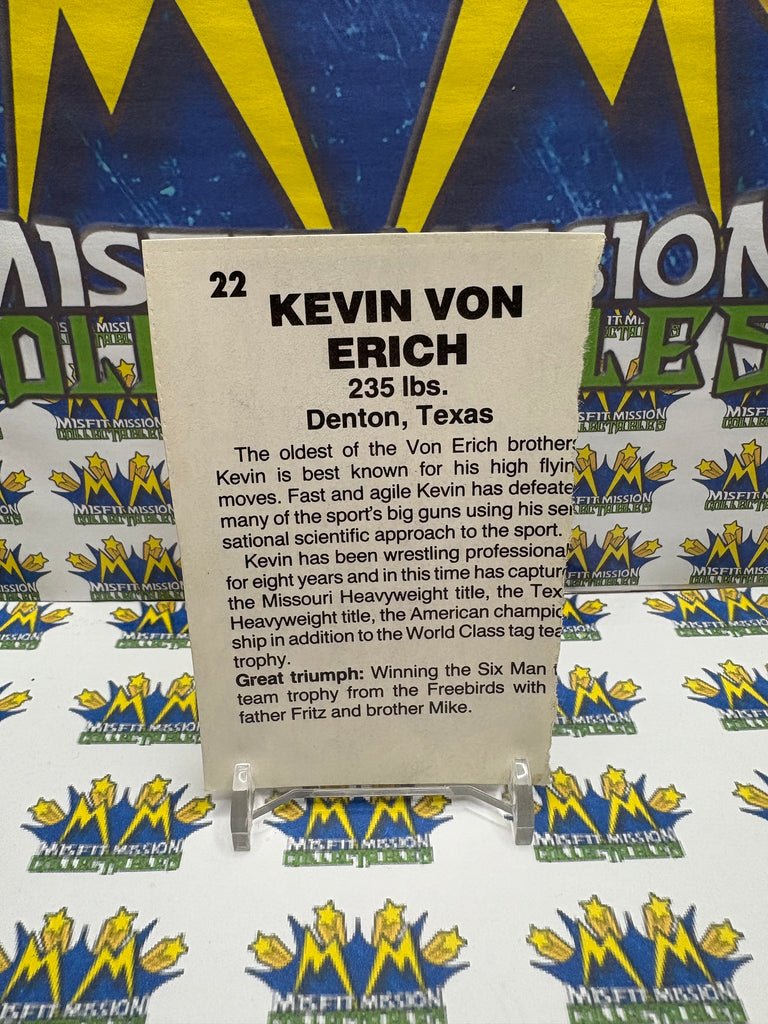 MISFIT MISSION
22
KEVIN VON
ERICH
235 lbs.
Denton, Texas
The oldest of the Von Erich brothers
Kevin is best known for his high flyin
moves. Fast and agile Kevin has defeate
many of the sport's big guns using his sen
sational scientific approach to the sport.
Kevin has been wrestling professional
for eight years and in this time has capture
the Missouri Heavyweight title, the Tex
Heavyweight title, the American champio
ship in addition to the World Class tag tea
trophy.
Great triumph: Winning the Six Man
team trophy from the Freebirds with
father Fritz and brother Mike.
MISFIT MISSION
COLLECTABLES